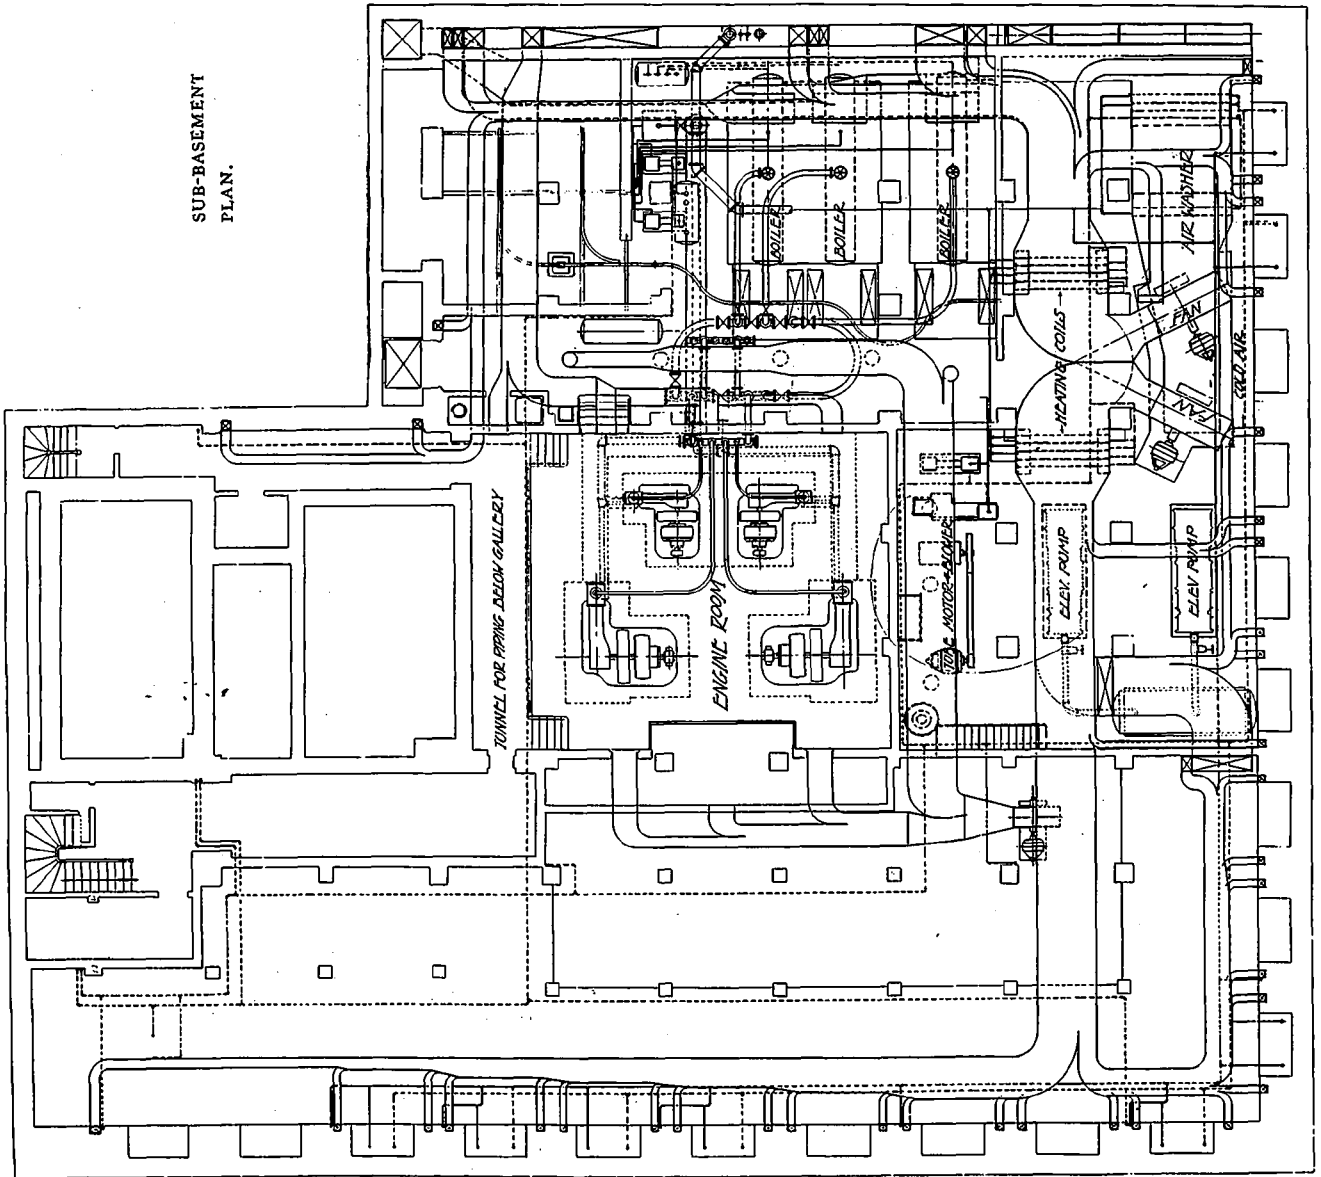 SUB-BASEMENT
PLAN.
BOILER
BOILER
BOILER
AIR WASHER
FAN
HEATING COILS
COLD AIR
FAN
TUNNEL FOR PIPING BELOW GALLERY
ENGINE ROOM
TUBE MOTOR & BLOWER
ELEV. PUMP
ELEV. PUMP